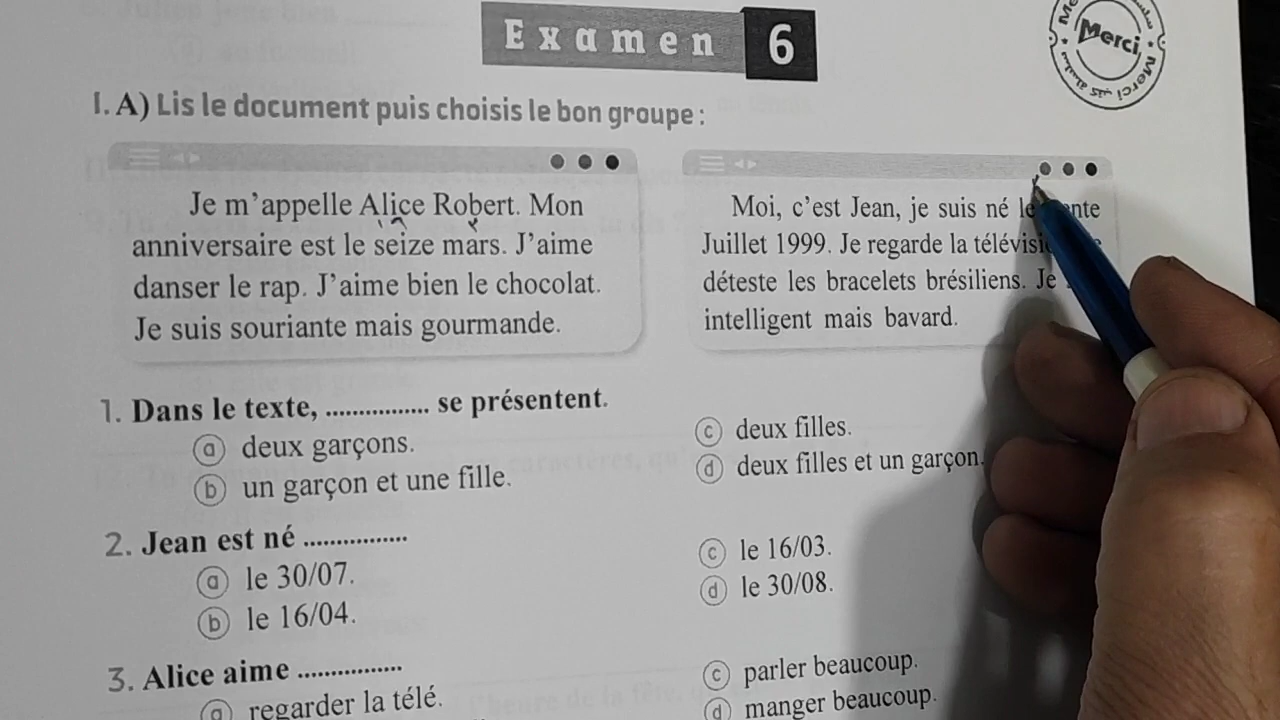 Examen 6
Merci
Merci
I. A) Lis le document puis choisis le bon groupe :
Je m'appelle Alice Robert. Mon
anniversaire est le seize mars. J'aime
danser le rap. J'aime bien le chocolat.
Je suis souriante mais gourmande.
Moi, c'est Jean, je suis né le
Juillet 1999. Je regarde la
déteste les bracelets brésiliens. Je
intelligent mais bavard.
1. Dans le texte, ................ se présentent.
a deux garçons.
b un garçon et une fille.
c deux filles.
d deux filles et un garçon.
2. Jean est né ................
a le 30/07.
b le 16/04.
c le 16/03.
d le 30/08.
3. Alice aime ................
a regarder la télé.
c parler beaucoup.
d manger beaucoup.